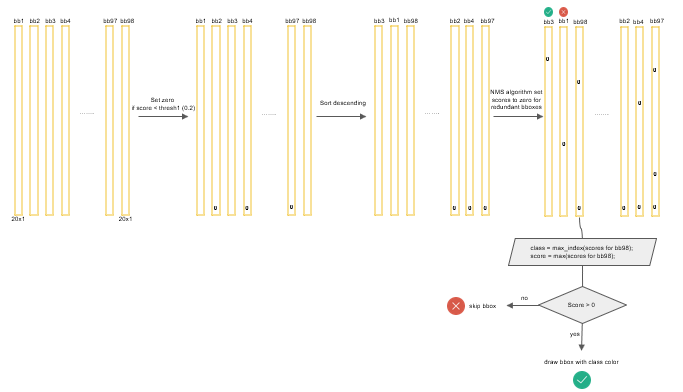 bb1 bb2 bb3 bb4 ....... bb97 bb98
20x1 20x1
Set zero
if score < thresh1 (0.2)
bb1 bb2 bb3 bb4 ....... bb97 bb98
0 0 0
Sort descending
bb3 bb1 bb98 ....... bb2 bb4 bb97
0 0 0
NMS algorithm set
scores to zero for
redundant bboxes
bb3 bb1 bb98 ....... bb2 bb4 bb97
0
0
0
0
0
0
0 0 0 0
class = max_index(scores for bb98);
score = max(scores for bb98);
Score > 0
no
skip bbox
yes
draw bbox with class color